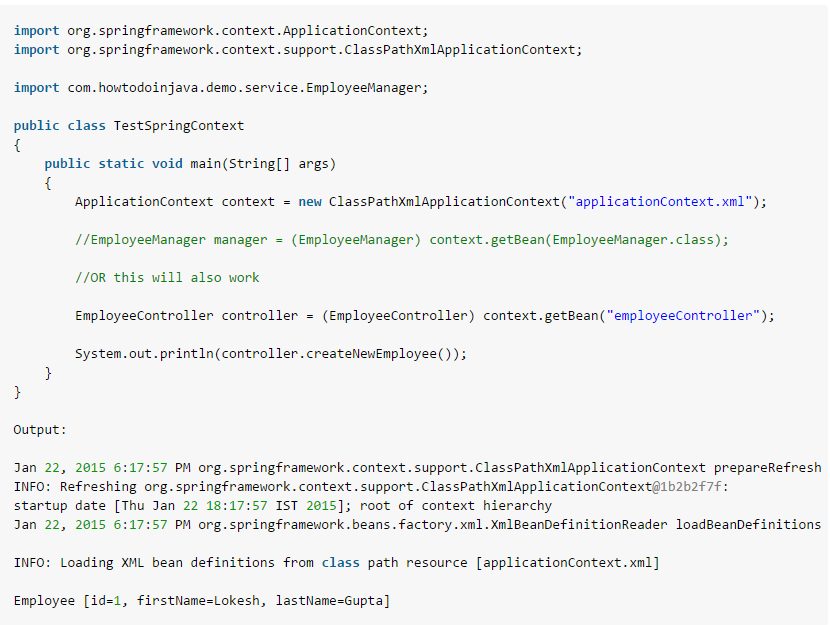 import org.springframework.context.ApplicationContext;
import org.springframework.context.support.ClassPathXmlApplicationContext;
import com.howtodoinjava.demo.service.EmployeeManager;
public class TestSpringContext
{
public static void main(String[] args)
{
ApplicationContext context = new ClassPathXmlApplicationContext("applicationContext.xml");
//EmployeeManager manager = (EmployeeManager) context.getBean(EmployeeManager.class);
//OR this will also work
EmployeeController controller = (EmployeeController) context.getBean("employeeController");
System.out.println(controller.createNewEmployee());
}
}
Output:
Jan 22, 2015 6:17:57 PM org.springframework.context.support.ClassPathXmlApplicationContext prepareRefresh
INFO: Refreshing org.springframework.context.support.ClassPathXmlApplicationContext@1b2b2f7f:
startup date [Thu Jan 22 18:17:57 IST 2015]; root of context hierarchy
Jan 22, 2015 6:17:57 PM org.springframework.beans.factory.xml.XmlBeanDefinitionReader loadBeanDefinitions
INFO: Loading XML bean definitions from class path resource [applicationContext.xml]
Employee [id=1, firstName=Lokesh, lastName=Gupta]